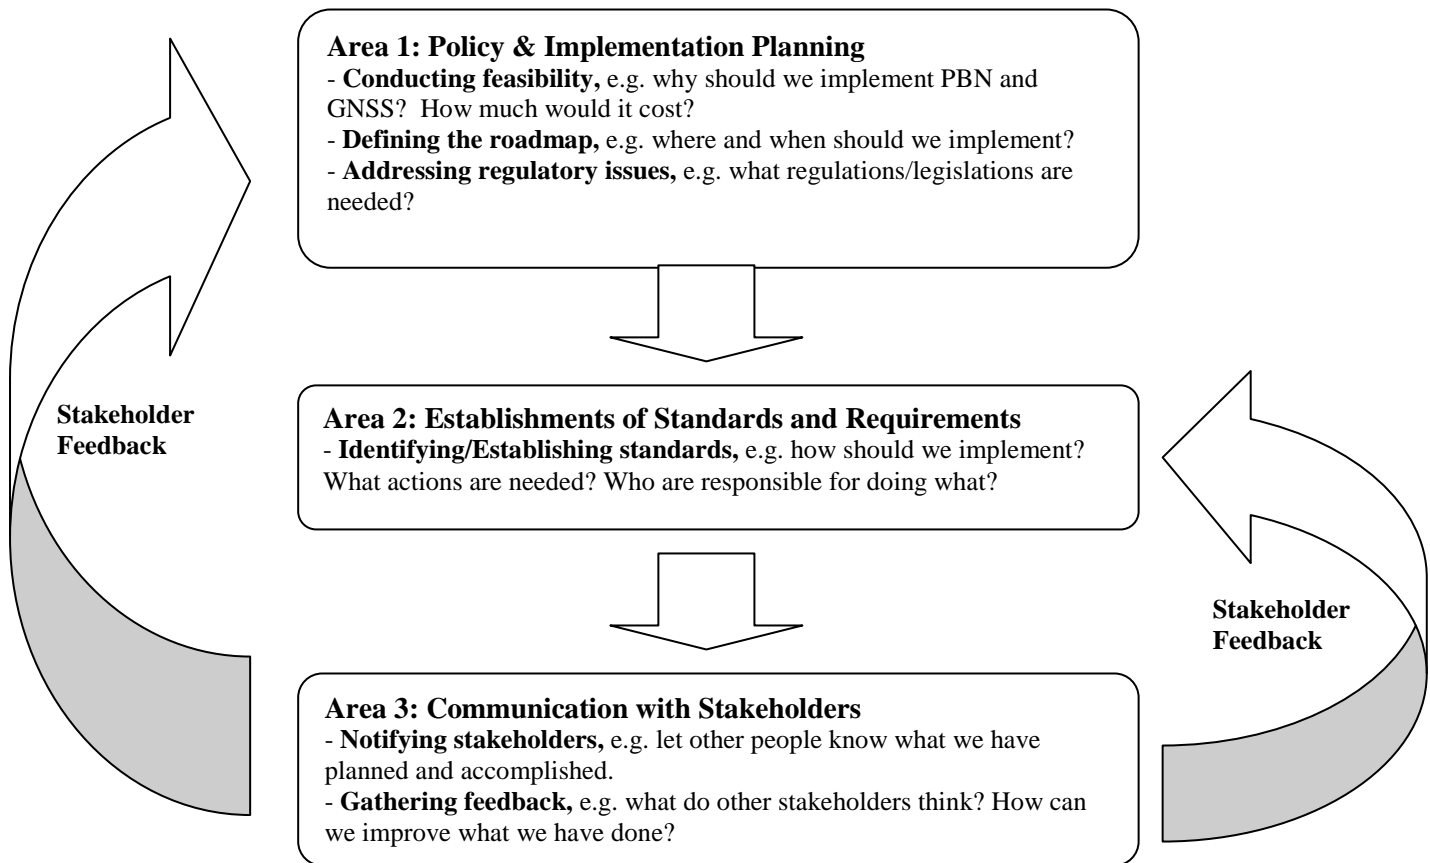 Area 1: Policy & Implementation Planning
- Conducting feasibility, e.g. why should we implement PBN and
GNSS?  How much would it cost?
- Defining the roadmap, e.g. where and when should we implement?
- Addressing regulatory issues, e.g. what regulations/legislations are
needed?
Stakeholder
Feedback
Area 2: Establishments of Standards and Requirements
- Identifying/Establishing standards, e.g. how should we implement?
What actions are needed? Who are responsible for doing what?
Stakeholder
Feedback
Area 3: Communication with Stakeholders
- Notifying stakeholders, e.g. let other people know what we have
planned and accomplished.
- Gathering feedback, e.g. what do other stakeholders think? How can
we improve what we have done?